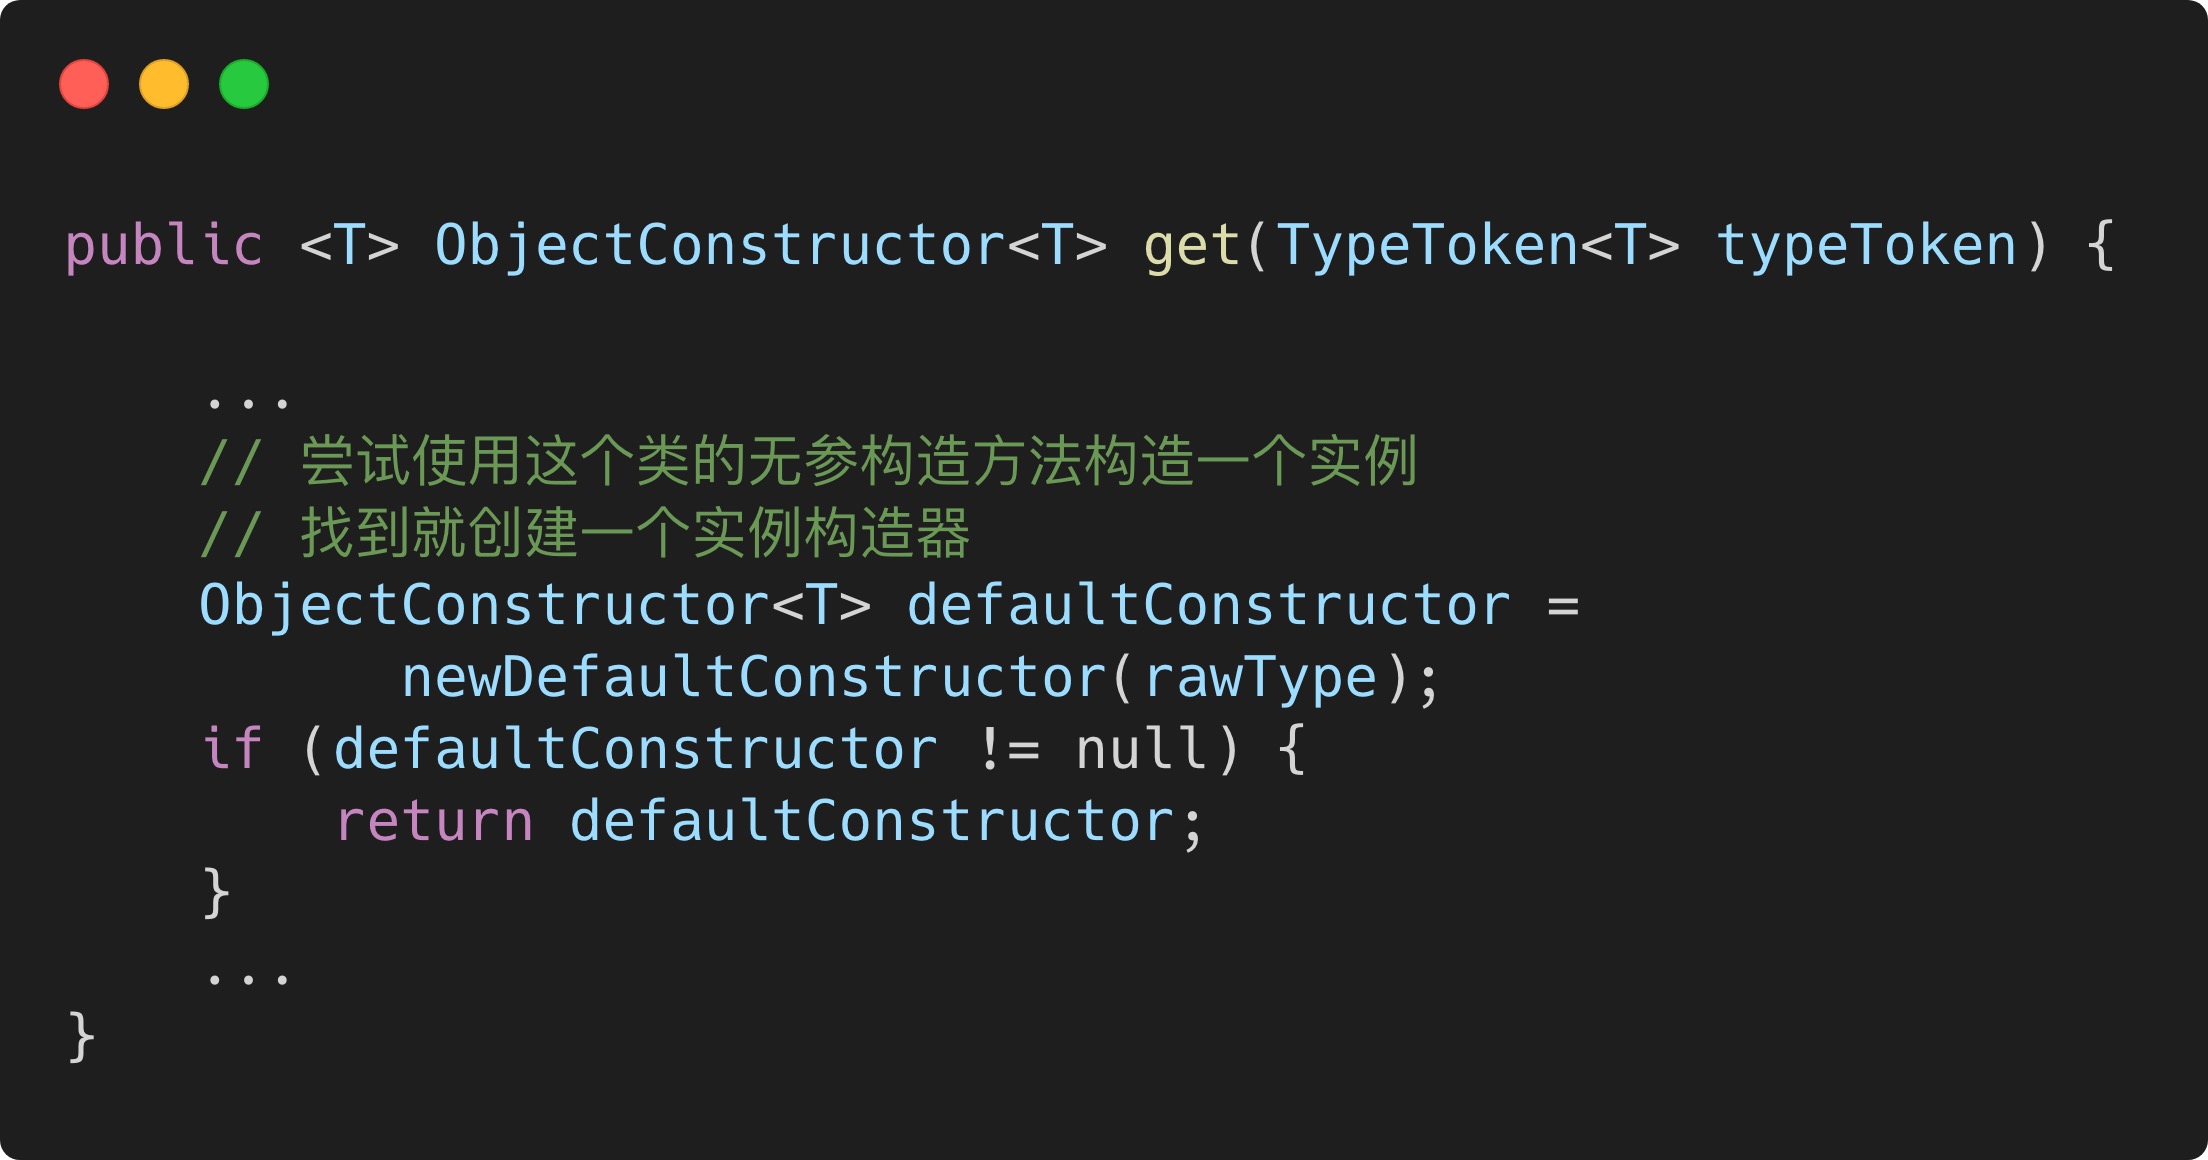 public <T> ObjectConstructor<T> get(TypeToken<T> typeToken) {
...
// 尝试使用这个类的无参构造方法构造一个实例
// 找到就创建一个实例构造器
ObjectConstructor<T> defaultConstructor =
newDefaultConstructor(rawType);
if (defaultConstructor != null) {
return defaultConstructor;
}
...
}